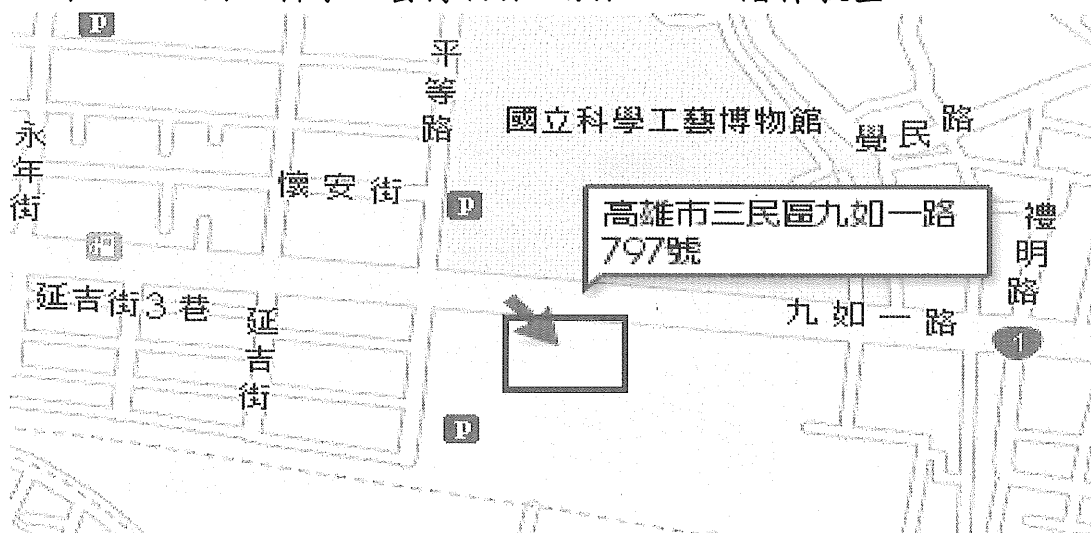 P
平等路
國立科學工藝博物館
覺民路
永年街
懷安街
P
高雄市三民區九如一路
797號
禮明路
延吉街3巷
延吉街
九如一路
1
P